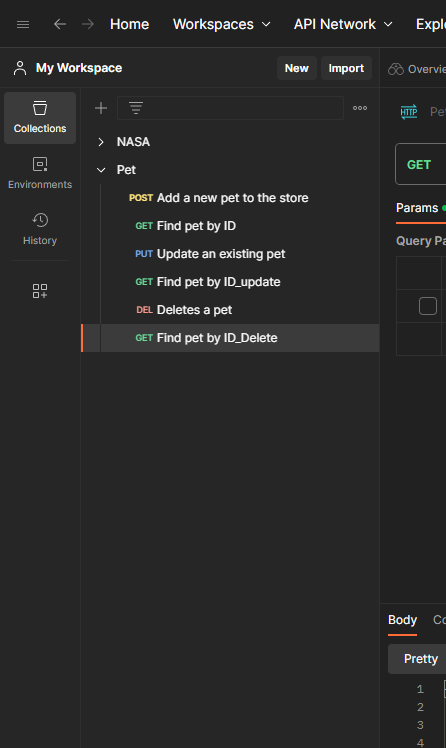 Home Workspaces API Network Explo
My Workspace New Import Overvie
Collections
Environments
History
NASA
Pet
POST Add a new pet to the store
GET Find pet by ID
PUT Update an existing pet
GET Find pet by ID_update
DEL Deletes a pet
GET Find pet by ID_Delete
HTTP Pe
GET
Params
Query Pa
Body Co
Pretty
1
2
3
4